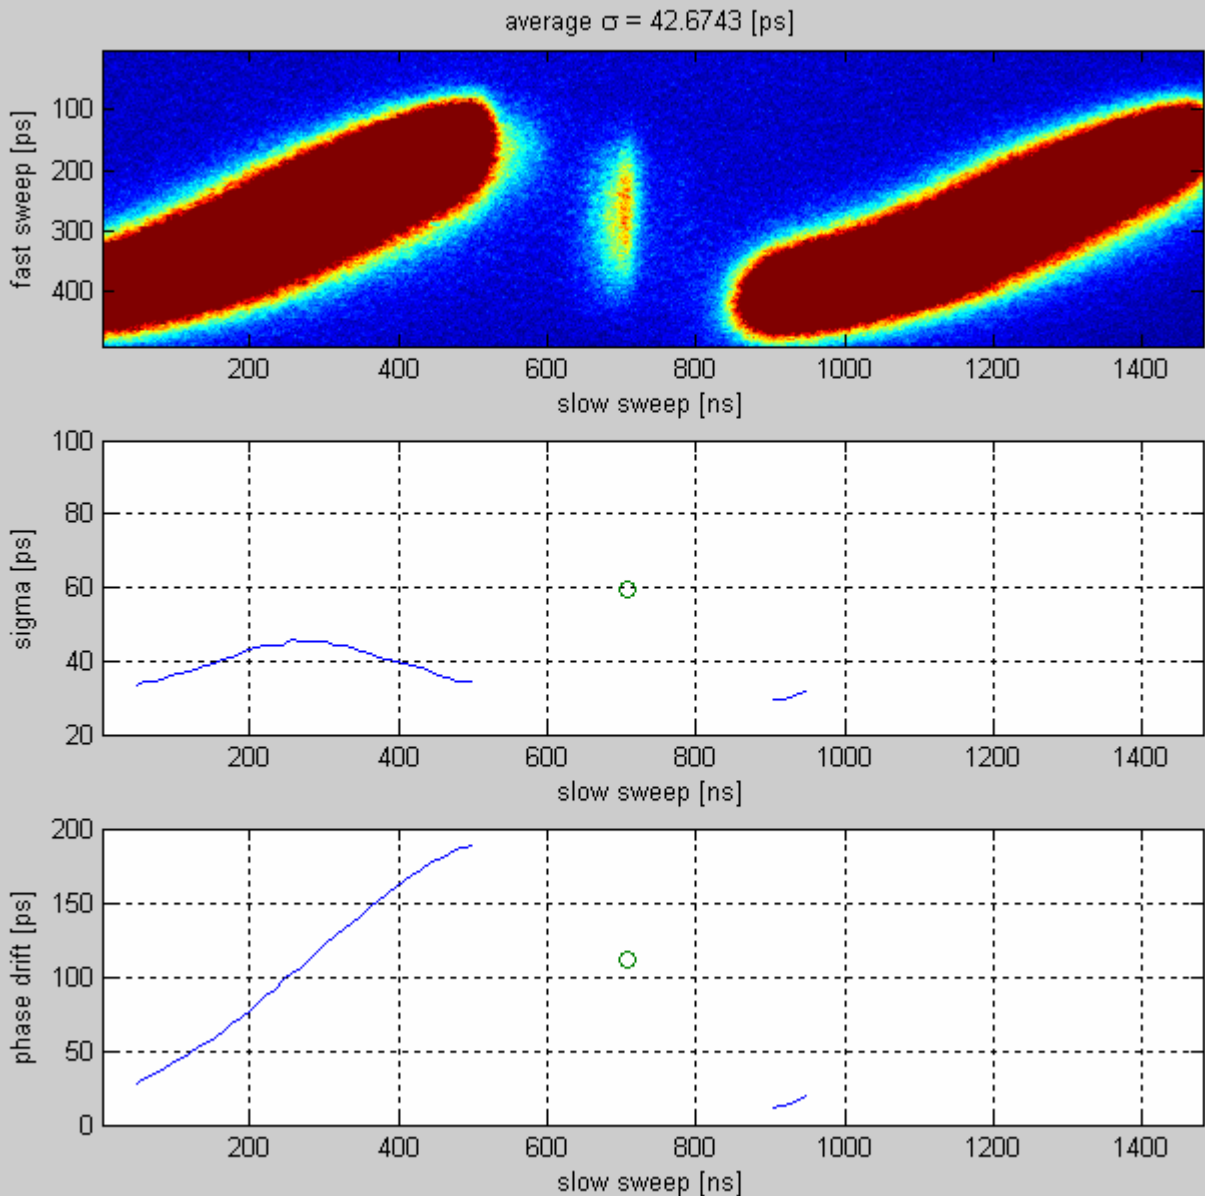 average σ = 42.6743 [ps]
fast sweep [ps]
100
200
300
400
200 400 600 800 1000 1200 1400
slow sweep [ns]
sigma [ps]
100
80
60
40
20
200 400 600 800 1000 1200 1400
slow sweep [ns]
phase drift [ps]
200
150
100
50
0
200 400 600 800 1000 1200 1400
slow sweep [ns]